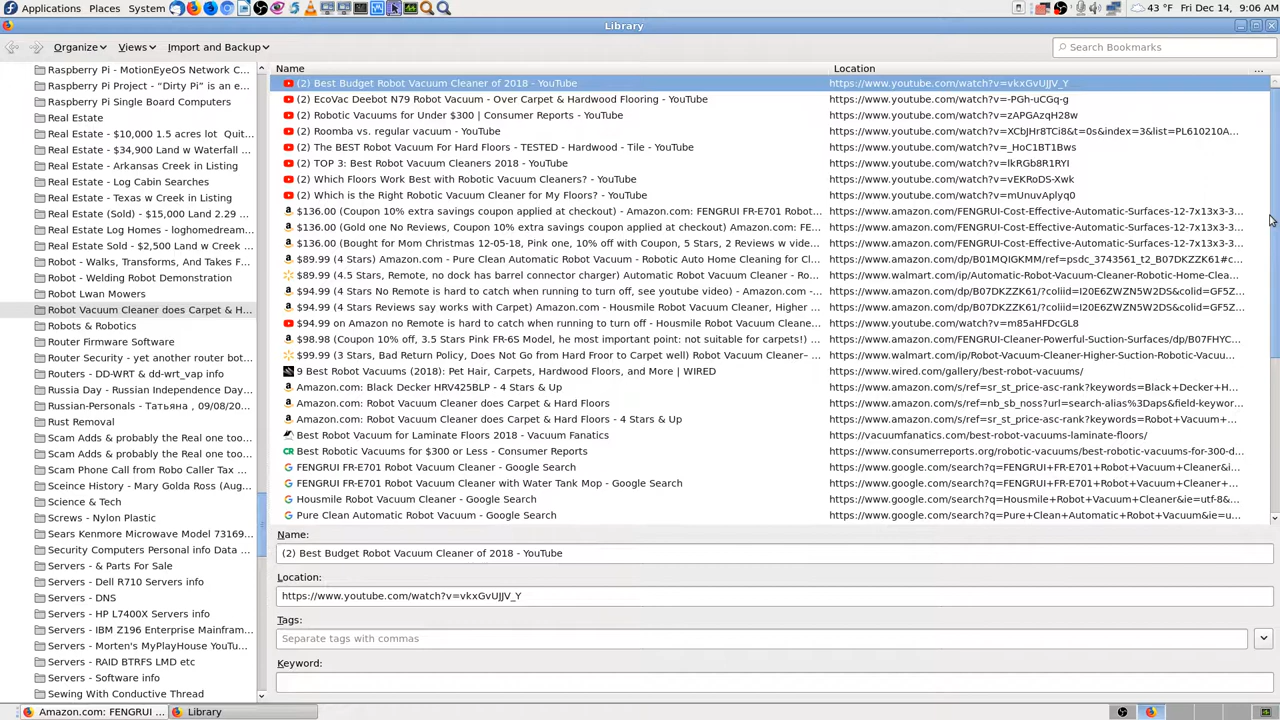 Applications Places System 43 °F Fri Dec 14, 9:06 AM
Library
Organize Views Import and Backup Search Bookmarks
Name Location ...
Raspberry Pi - MotionEyeOS Network C...
Raspberry Pi Project - “Dirty Pi” is an e...
Raspberry Pi Single Board Computers
Real Estate
Real Estate - $10,000 1.5 acres lot Quit...
Real Estate - $34,900 Land w Waterfall ...
Real Estate - Arkansas Creek in Listing
Real Estate - Log Cabin Searches
Real Estate - Texas w Creek in Listing
Real Estate (Sold) - $15,000 Land 2.29 ...
Real Estate Log Homes - loghomedream...
Real Estate Sold - $2,500 Land w Creek ...
Robot - Walks, Transforms, And Takes F...
Robot - Welding Robot Demonstration
Robot Lwan Mowers
Robot Vacuum Cleaner does Carpet & H...
Robots & Robotics
Router Firmware Software
Router Security - yet another router bot...
Routers - DD-WRT & dd-wrt_vap info
Russia Day - Russian Independence Day...
Russian-Personals - Татьяна , 09/08/20...
Rust Removal
Scam Adds & probably the Real one too...
Scam Adds & probably the Real one too...
Scam Phone Call from Robo Caller Tax ...
Sceince History - Mary Golda Ross (Aug...
Science & Tech
Screws - Nylon Plastic
Sears Kenmore Microwave Model 73169...
Security Computers Personal info Data ...
Servers - & Parts For Sale
Servers - Dell R710 Servers info
Servers - DNS
Servers - HP L7400X Servers info
Servers - IBM Z196 Enterprise Mainfram...
Servers - Morten's MyPlayHouse YouTu...
Servers - RAID BTRFS LMD etc
Servers - Software info
Sewing With Conductive Thread
(2) Best Budget Robot Vacuum Cleaner of 2018 - YouTube https://www.youtube.com/watch?v=vkxGvUJJV_Y
(2) EcoVac Deebot N79 Robot Vacuum - Over Carpet & Hardwood Flooring - YouTube https://www.youtube.com/watch?v=-PGh-uCGq-g
(2) Robotic Vacuums for Under $300 | Consumer Reports - YouTube https://www.youtube.com/watch?v=zAPGAzqH28w
(2) Roomba vs. regular vacuum - YouTube https://www.youtube.com/watch?v=XCbJHr8TCi8&t=0s&index=3&list=PL610210A...
(2) The BEST Robot Vacuum For Hard Floors - TESTED - Hardwood - Tile - YouTube https://www.youtube.com/watch?v=_HoC1BT1Bws
(2) TOP 3: Best Robot Vacuum Cleaners 2018 - YouTube https://www.youtube.com/watch?v=lkRGb8R1RYI
(2) Which Floors Work Best with Robotic Vacuum Cleaners? - YouTube https://www.youtube.com/watch?v=vEKRoDS-Xwk
(2) Which is the Right Robotic Vacuum Cleaner for My Floors? - YouTube https://www.youtube.com/watch?v=mUnuvAplyq0
$136.00 (Coupon 10% extra savings coupon applied at checkout) - Amazon.com: FENGRUI FR-E701 Robot... https://www.amazon.com/FENGRUI-Cost-Effective-Automatic-Surfaces-12-7x13x3-3...
$136.00 (Gold one No Reviews, Coupon 10% extra savings coupon applied at checkout) Amazon.com: FE... https://www.amazon.com/FENGRUI-Cost-Effective-Automatic-Surfaces-12-7x13x3-3...
$136.00 (Bought for Mom Christmas 12-05-18, Pink one, 10% off with Coupon, 5 Stars, 2 Reviews w vide... https://www.amazon.com/FENGRUI-Cost-Effective-Automatic-Surfaces-12-7x13x3-3...
$89.99 (4 Stars) Amazon.com - Pure Clean Automatic Robot Vacuum - Robotic Auto Home Cleaning for Cl... https://www.amazon.com/dp/B01MQIGKMM/ref=psdc_3743561_t2_B07DKZZK61#c...
$89.99 (4.5 Stars, Remote, no dock has barrel connector charger) Automatic Robot Vacuum Cleaner - Ro... https://www.walmart.com/ip/Automatic-Vacuum-Cleaner-Robotic-Home-Clea...
$94.99 (4 Stars No Remote is hard to catch when running to turn off, see youtube video) - Amazon.com - ... https://www.amazon.com/dp/B07DKZZK61/?coliid=I20E6ZWZN5W2DS&colid=GF5Z...
$94.99 (4 Stars Reviews say works with Carpet) Amazon.com - Housmile Robot Vacuum Cleaner, Higher ... https://www.amazon.com/dp/B07DKZZK61/?coliid=I20E6ZWZN5W2DS&colid=GF5Z...
$94.99 on Amazon no Remote is hard to catch when running to turn off - Housmile Robot Vacuum Cleane... https://www.youtube.com/watch?v=m85aHFDcGL8
$98.98 (Coupon 10% off, 3.5 Stars Pink FR-6S Model, he most important point: not suitable for carpets!) ... https://www.amazon.com/FENGRUI-Cleaner-Powerful-Suction-Surfaces/dp/B07FHYC...
$99.99 (3 Stars, Bad Return Policy, Does Not Go from Hard Froor to Carpet well) Robot Vacuum Cleaner– ... https://www.walmart.com/ip/Robot-Vacuum-Cleaner-Higher-Suction-Robotic-Vacuu...
9 Best Robot Vacuums (2018): Pet Hair, Carpets, Hardwood Floors, and More | WIRED https://www.wired.com/gallery/best-robot-vacuums/
Amazon.com: Black Decker HRV425BLP - 4 Stars & Up https://www.amazon.com/s/ref=sr_st_price-asc-rank?keywords=Black+Decker+H...
Amazon.com: Robot Vacuum Cleaner does Carpet & Hard Floors https://www.amazon.com/s/ref=nb_sb_noss?url=search-alias%3Daps&field-keywor...
Amazon.com: Robot Vacuum Cleaner does Carpet & Hard Floors - 4 Stars & Up https://www.amazon.com/s/ref=sr_st_price-asc-rank?keywords=Robot+Vacuum+...
Best Robot Vacuum for Laminate Floors 2018 - Vacuum Fanatics https://vacuumfanatics.com/best-robot-vacuums-laminate-floors/
Best Robotic Vacuums for $300 or Less - Consumer Reports https://www.consumerreports.org/robotic-vacuums/best-robotic-vacuums-for-300-d...
FENGRUI FR-E701 Robot Vacuum Cleaner - Google Search https://www.google.com/search?q=FENGRUI+FR-E701+Robot+Vacuum+Cleaner&i...
FENGRUI FR-E701 Robot Vacuum Cleaner with Water Tank Mop - Google Search https://www.google.com/search?q=FENGRUI+FR-E701+Robot+Vacuum+Cleaner+...
Housmile Robot Vacuum Cleaner - Google Search https://www.google.com/search?q=Housmile+Robot+Vacuum+Cleaner&ie=utf-8&...
Pure Clean Automatic Robot Vacuum - Google Search https://www.google.com/search?q=Pure+Clean+Automatic+Robot+Vacuum&ie=u...
Name:
(2) Best Budget Robot Vacuum Cleaner of 2018 - YouTube
Location:
https://www.youtube.com/watch?v=vkxGvUJJV_Y
Tags:
Separate tags with commas
Keyword:
Amazon.com: FENGRUI ... Library